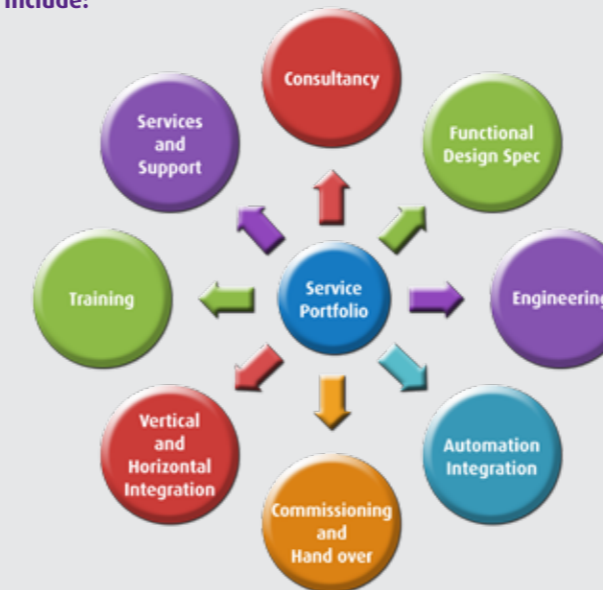 include:
Consultancy
Functional
Design Spec
Services
and
Support
Engineering
Training
Service
Portfolio
Vertical
and
Horizontal
Integration
Automation
Integration
Commissioning
and
Hand over